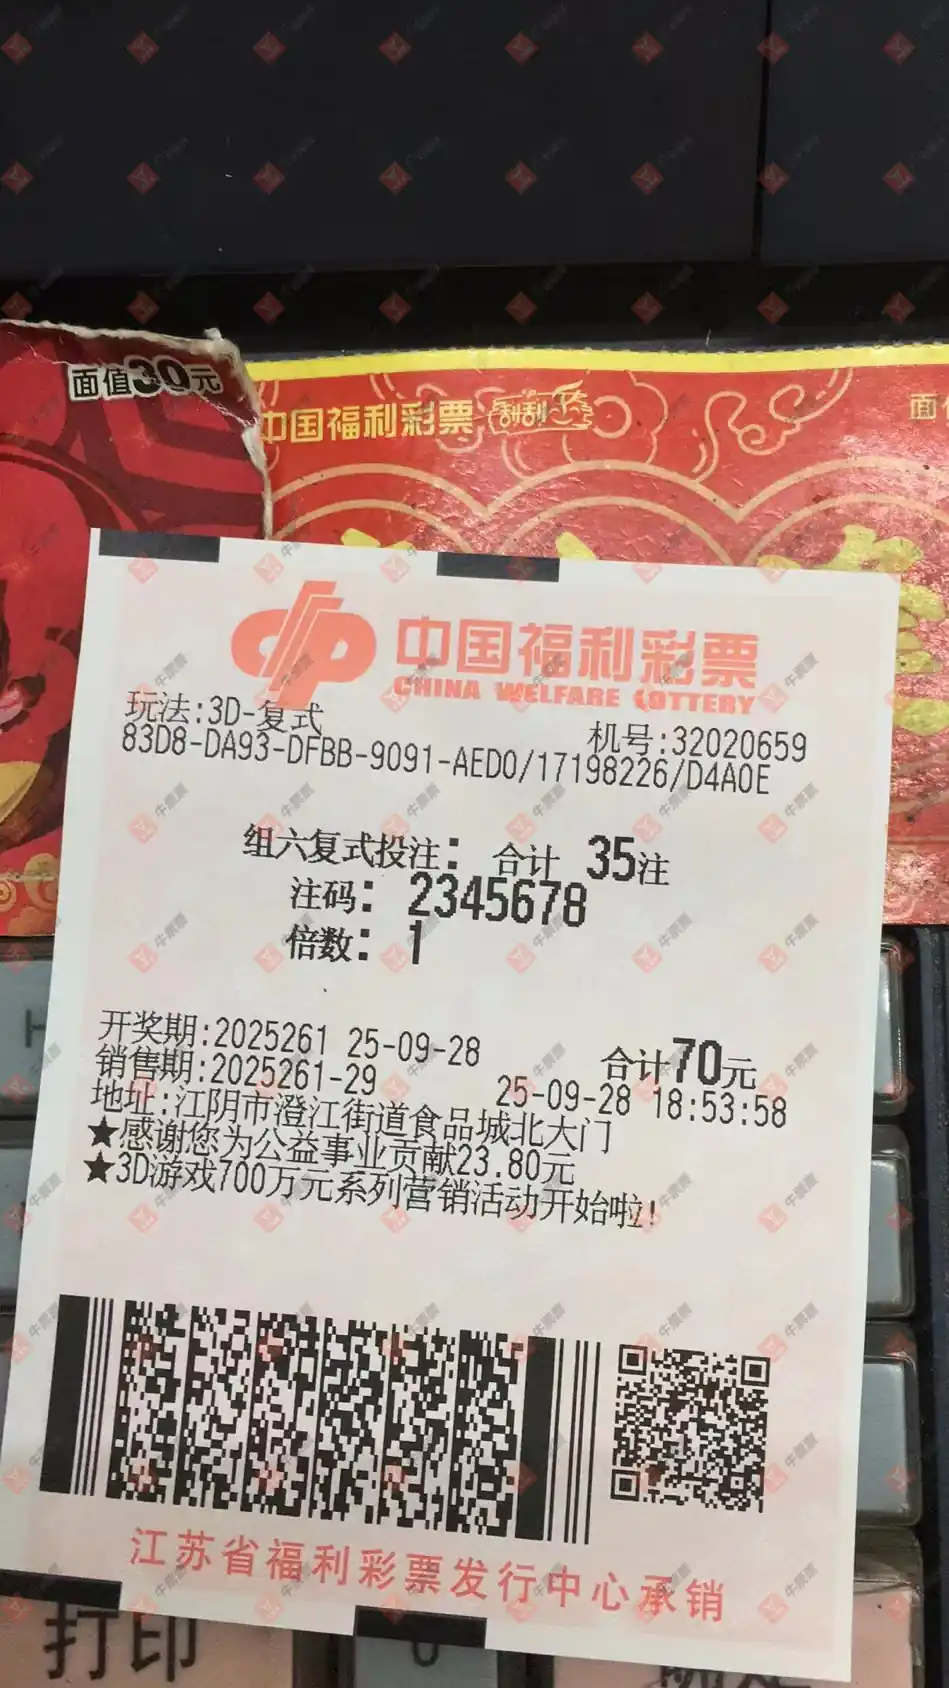 面值30元
中国福利彩票 刮刮乐
面
中国福利彩票
CHINA WELFARE LOTTERY
玩法:3D-复式
机号:32020659
83D8-DA93-DFBB-9091-AED0/17198226/D4A0E
组六复式投注: 合计 35注
注码: 2345678
倍数: 1
开奖期:2025261 25-09-28 合计70元
销售期:2025261-29 25-09-28 18:53:58
地址:江阴市澄江街道食品城北大门
★感谢您为公益事业贡献23.80元
★3D游戏700万元系列营销活动开始啦!
江苏省福利彩票发行中心承销
打印